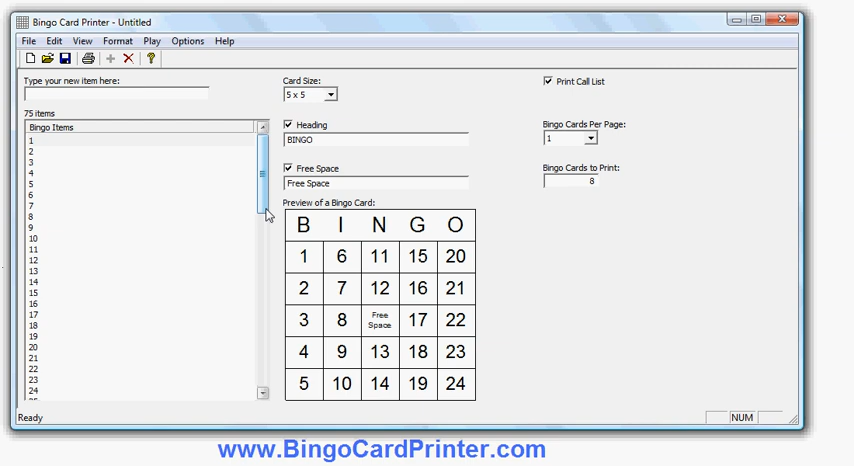 Bingo Card Printer - Untitled
File Edit View Format Play Options Help
Type your new item here:
75 items
Bingo Items
1
2
3
4
5
6
7
8
9
10
11
12
13
14
15
16
17
18
19
20
21
22
23
24
Card Size:
5 x 5
Heading
BINGO
Free Space
Free Space
Preview of a Bingo Card:
B I N G O
1 6 11 15 20
2 7 12 16 21
3 8 Free Space 17 22
4 9 13 18 23
5 10 14 19 24
Print Call List
Bingo Cards Per Page:
1
Bingo Cards to Print:
8
Ready
NUM
www.BingoCardPrinter.com